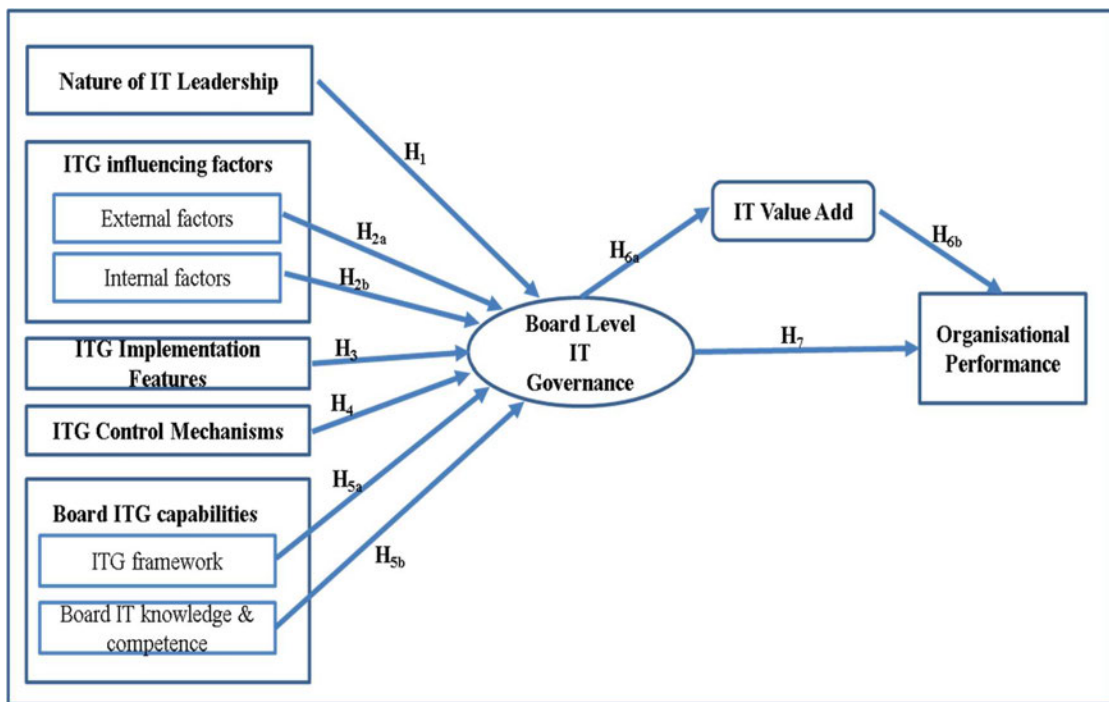 Nature of IT Leadership
H₁
ITG influencing factors
External factors
H₂ₐ
Internal factors
H₂b
ITG Implementation
Features
H₃
ITG Control Mechanisms
H₄
Board ITG capabilities
ITG framework
H₅ₐ
Board IT knowledge &
competence
H₅b
Board Level
IT
Governance
H₆ₐ
IT Value Add
H₆b
H₇
Organisational
Performance